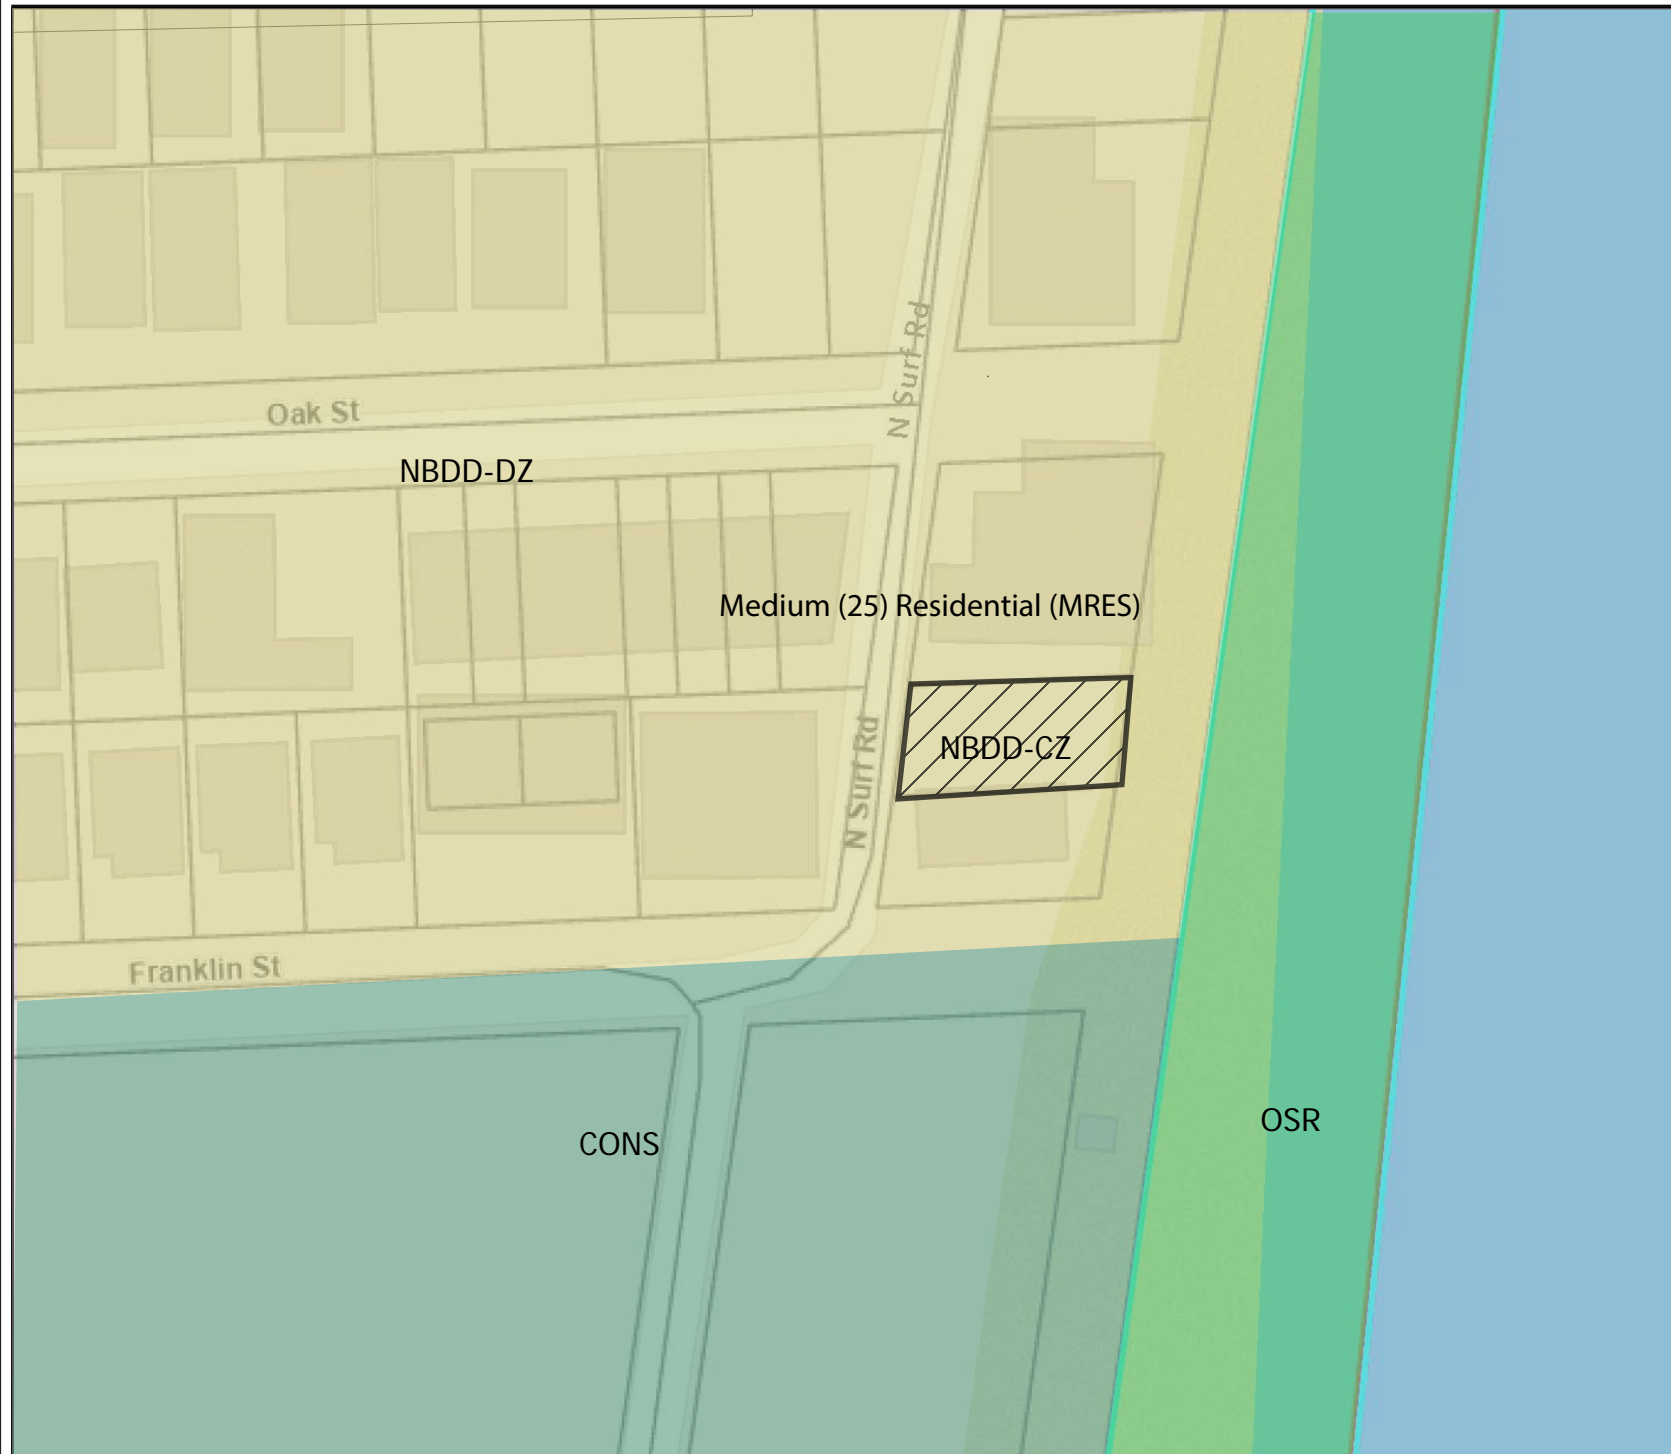 N Surf Rd
Oak St
NBDD-DZ
Medium (25) Residential (MRES)
NBDD-CZ
N Surf Rd
Franklin St
OSR
CONS